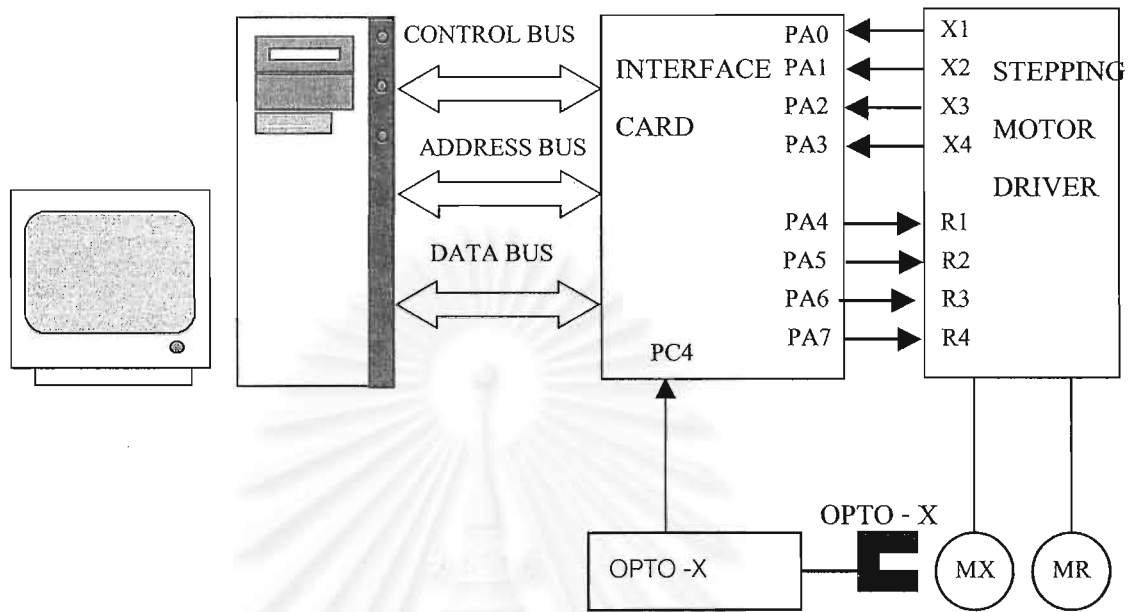 CONTROL BUS
ADDRESS BUS
DATA BUS
INTERFACE
CARD
PA0
PA1
PA2
PA3
PA4
PA5
PA6
PA7
PC4
X1
X2
X3
X4
R1
R2
R3
R4
STEPPING
MOTOR
DRIVER
OPTO - X
OPTO -X
MX
MR